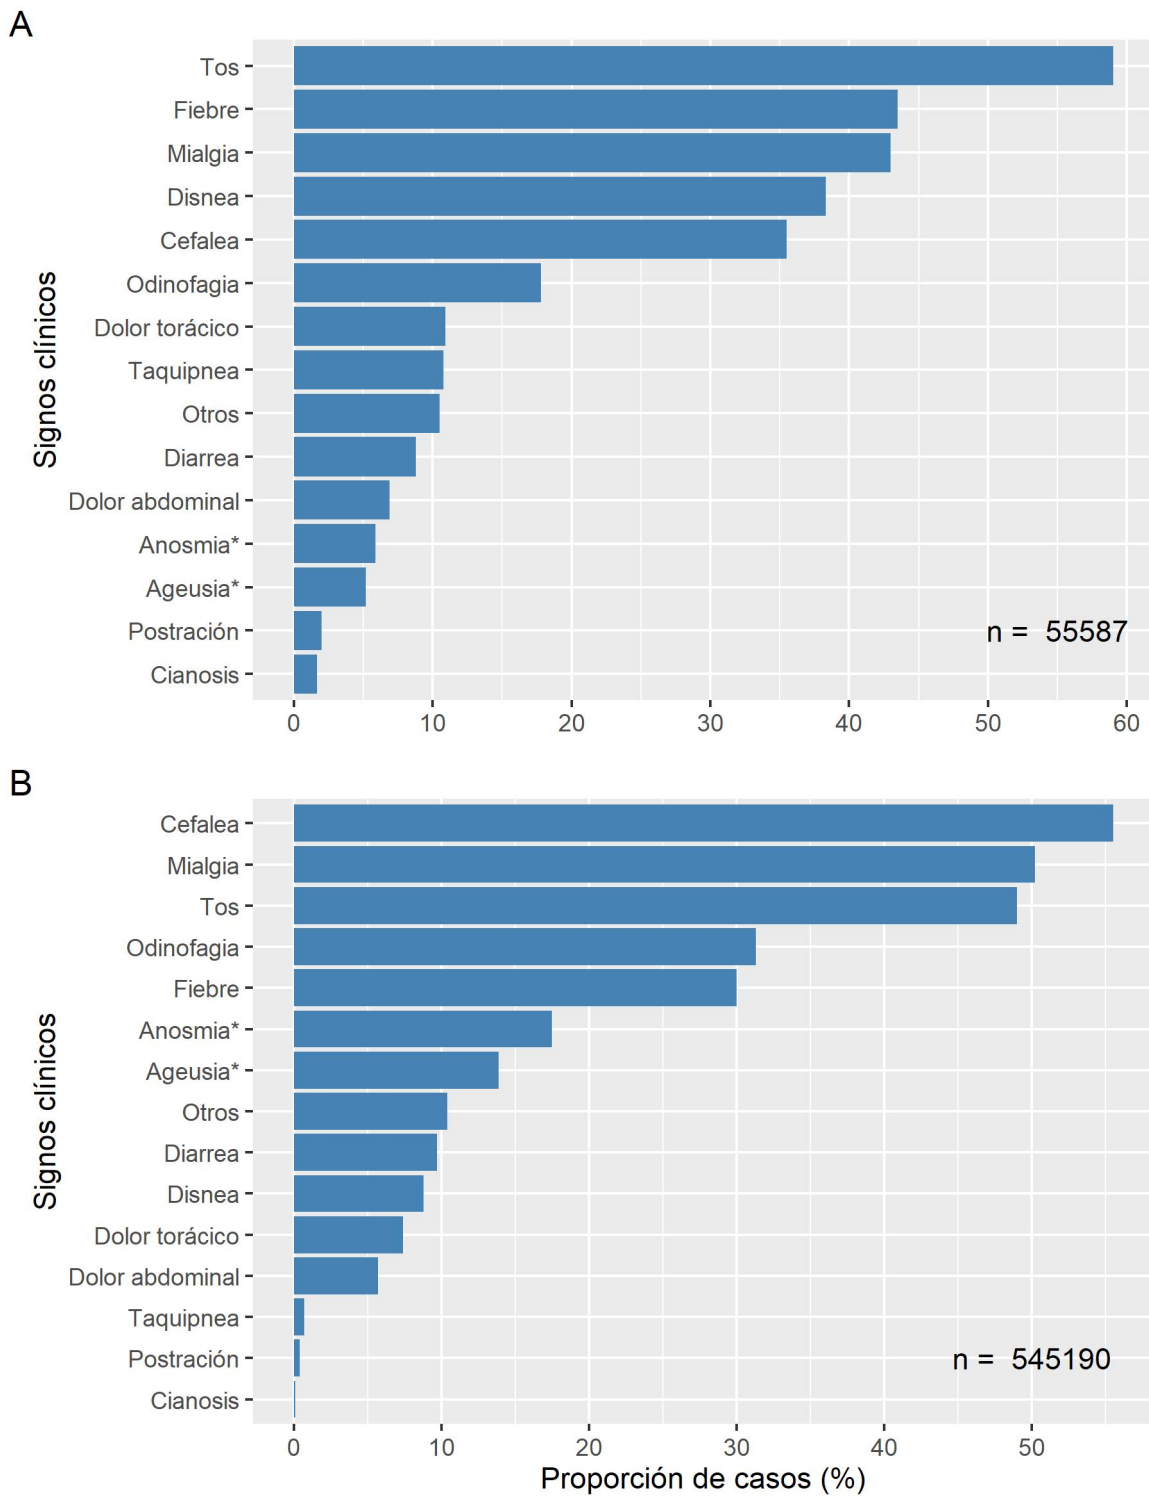 A
Tos
Fiebre
Mialgia
Disnea
Cefalea
Odinofagia
Dolor torácico
Taquipnea
Otros
Diarrea
Dolor abdominal
Anosmia*
Ageusia*
Postración
Cianosis
Signos clínicos
n = 55587
0 10 20 30 40 50 60
B
Cefalea
Mialgia
Tos
Odinofagia
Fiebre
Anosmia*
Ageusia*
Otros
Diarrea
Disnea
Dolor torácico
Dolor abdominal
Taquipnea
Postración
Cianosis
Signos clínicos
n = 545190
0 10 20 30 40 50
Proporción de casos (%)